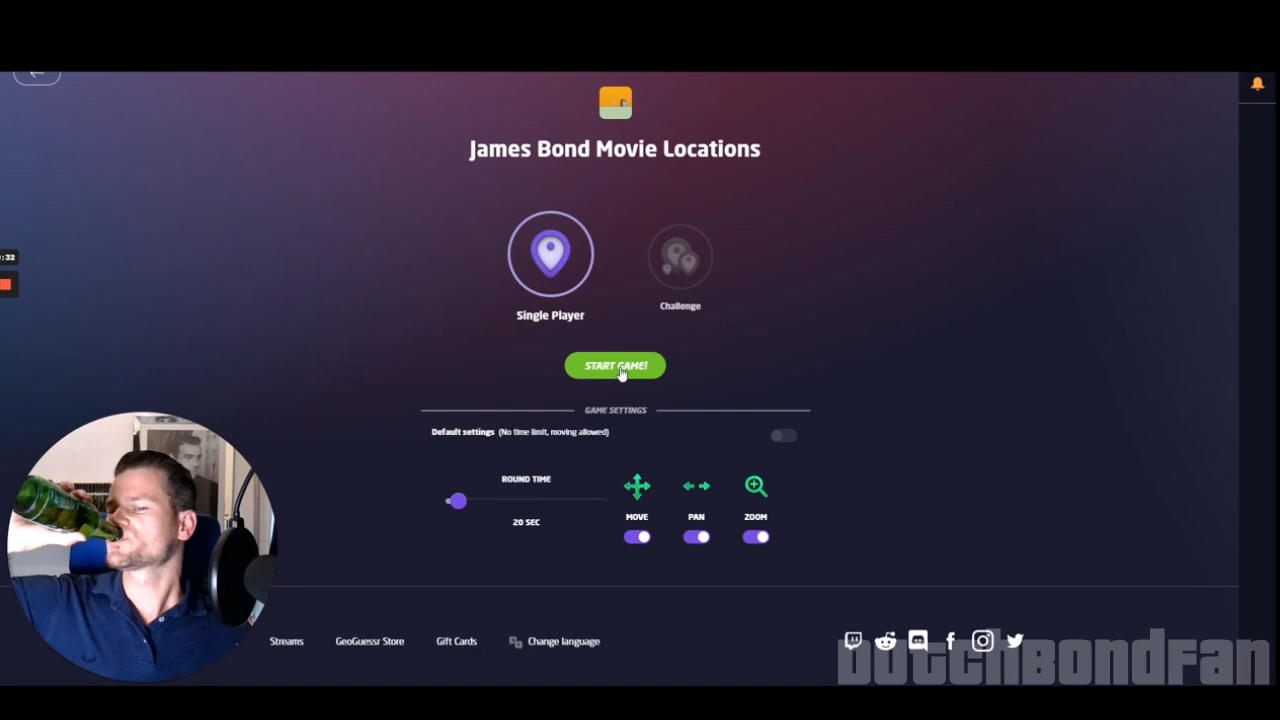 James Bond Movie Locations
:32
Single Player
Challenge
START GAME!
GAME SETTINGS
Default settings (No time limit, moving allowed)
ROUND TIME
20 SEC
MOVE
PAN
ZOOM
Streams
GeoGuessr Store
Gift Cards
Change language
DUTCHBONDFAN